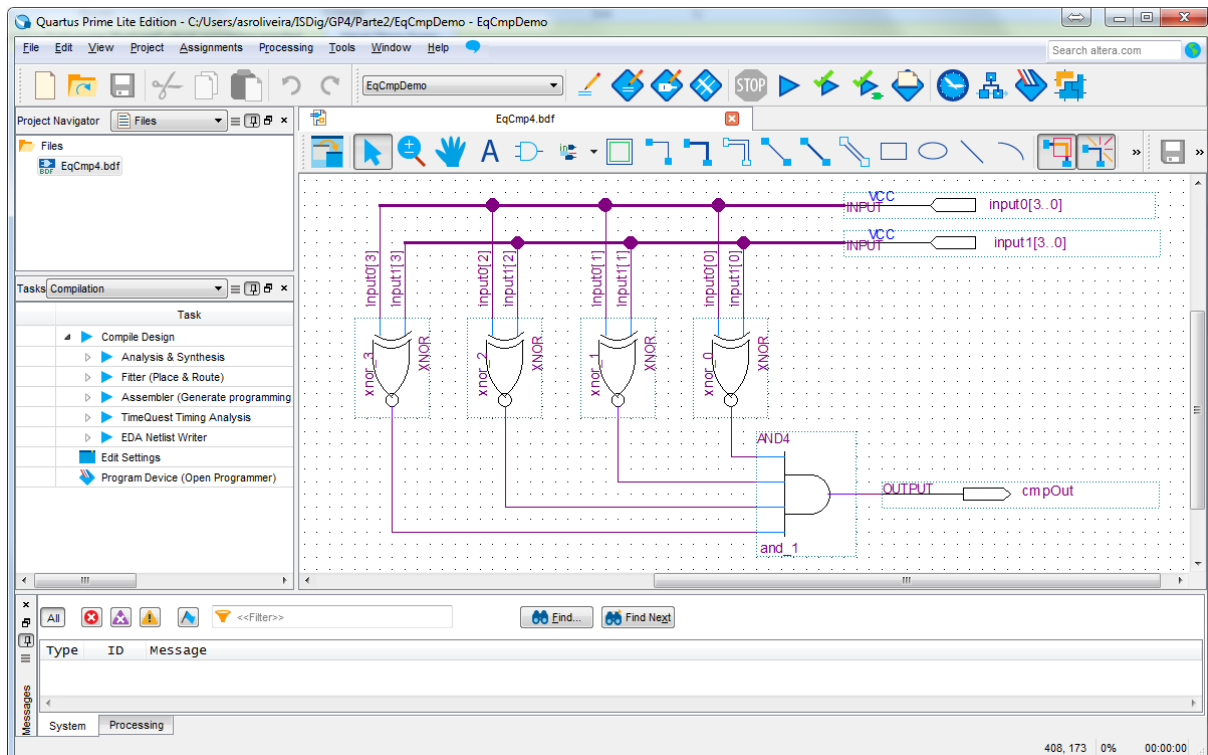 Quartus Prime Lite Edition - C:/Users/asroliveira/ISDig/GP4/Parte2/EqCmpDemo - EqCmpDemo
File Edit View Project Assignments Processing Tools Window Help
Search altera.com
EqCmpDemo
STOP
Project Navigator Files
EqCmp4.bdf
Files
BDF EqCmp4.bdf
A
Tasks Compilation
Task
Compile Design
Analysis & Synthesis
Fitter (Place & Route)
Assembler (Generate programming
TimeQuest Timing Analysis
EDA Netlist Writer
Edit Settings
Program Device (Open Programmer)
VCC
INPUT
input0[3..0]
VCC
INPUT
input1[3..0]
input0[3]
input1[3]
input0[2]
input1[2]
input0[1]
input1[1]
input0[0]
input1[0]
xnor_3
XNOR
xnor_2
XNOR
xnor_1
XNOR
xnor_0
XNOR
AND4
OUTPUT
cmpOut
and_1
All
<<Filter>>
Find...
Find Next
Type ID Message
Messages
System Processing
408, 173 0% 00:00:00